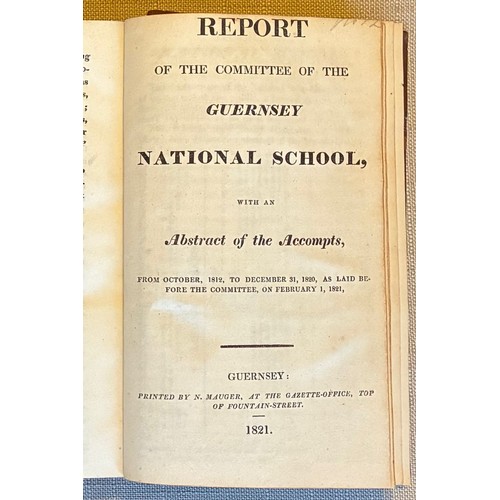 REPORT
OF THE COMMITTEE OF THE
GUERNSEY
NATIONAL SCHOOL,
WITH AN
Abstract of the Accompts,
FROM OCTOBER, 1812, TO DECEMBER 31, 1820, AS LAID BE-
FORE THE COMMITTEE, ON FEBRUARY 1, 1821,
GUERNSEY:
PRINTED BY N. MAUGER, AT THE GAZETTE-OFFICE, TOP
OF FOUNTAIN-STREET.
1821.